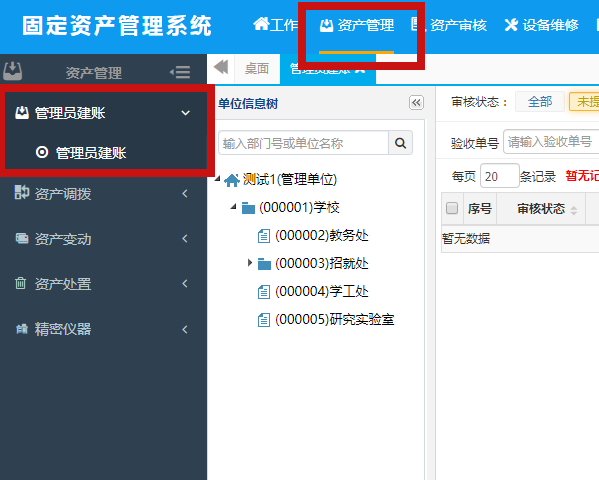 固定资产管理系统
工作
资产管理
资产审核
设备维修
资产管理
桌面
管理员建账
管理员建账
管理员建账
资产调拨
资产变动
资产处置
精密仪器
单位信息树
输入部门号或单位名称
测试1(管理单位)
(000001)学校
(000002)教务处
(000003)招就处
(000004)学工处
(000005)研究实验室
审核状态：
全部
未提
验收单号
请输入验收单号
每页 20 条记录
暂无记
序号
审核状态
暂无数据